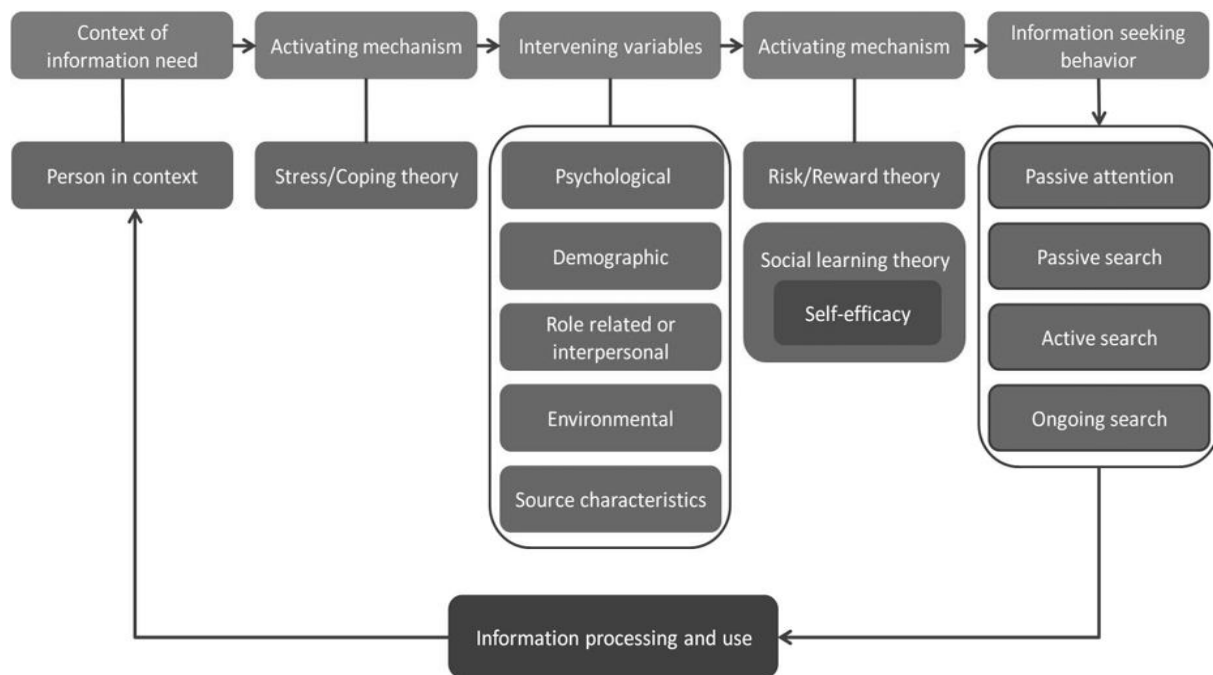 Context of
information need
Activating mechanism
Intervening variables
Activating mechanism
Information seeking
behavior
Person in context
Stress/Coping theory
Psychological
Demographic
Role related or
interpersonal
Environmental
Source characteristics
Risk/Reward theory
Social learning theory
Self-efficacy
Passive attention
Passive search
Active search
Ongoing search
Information processing and use